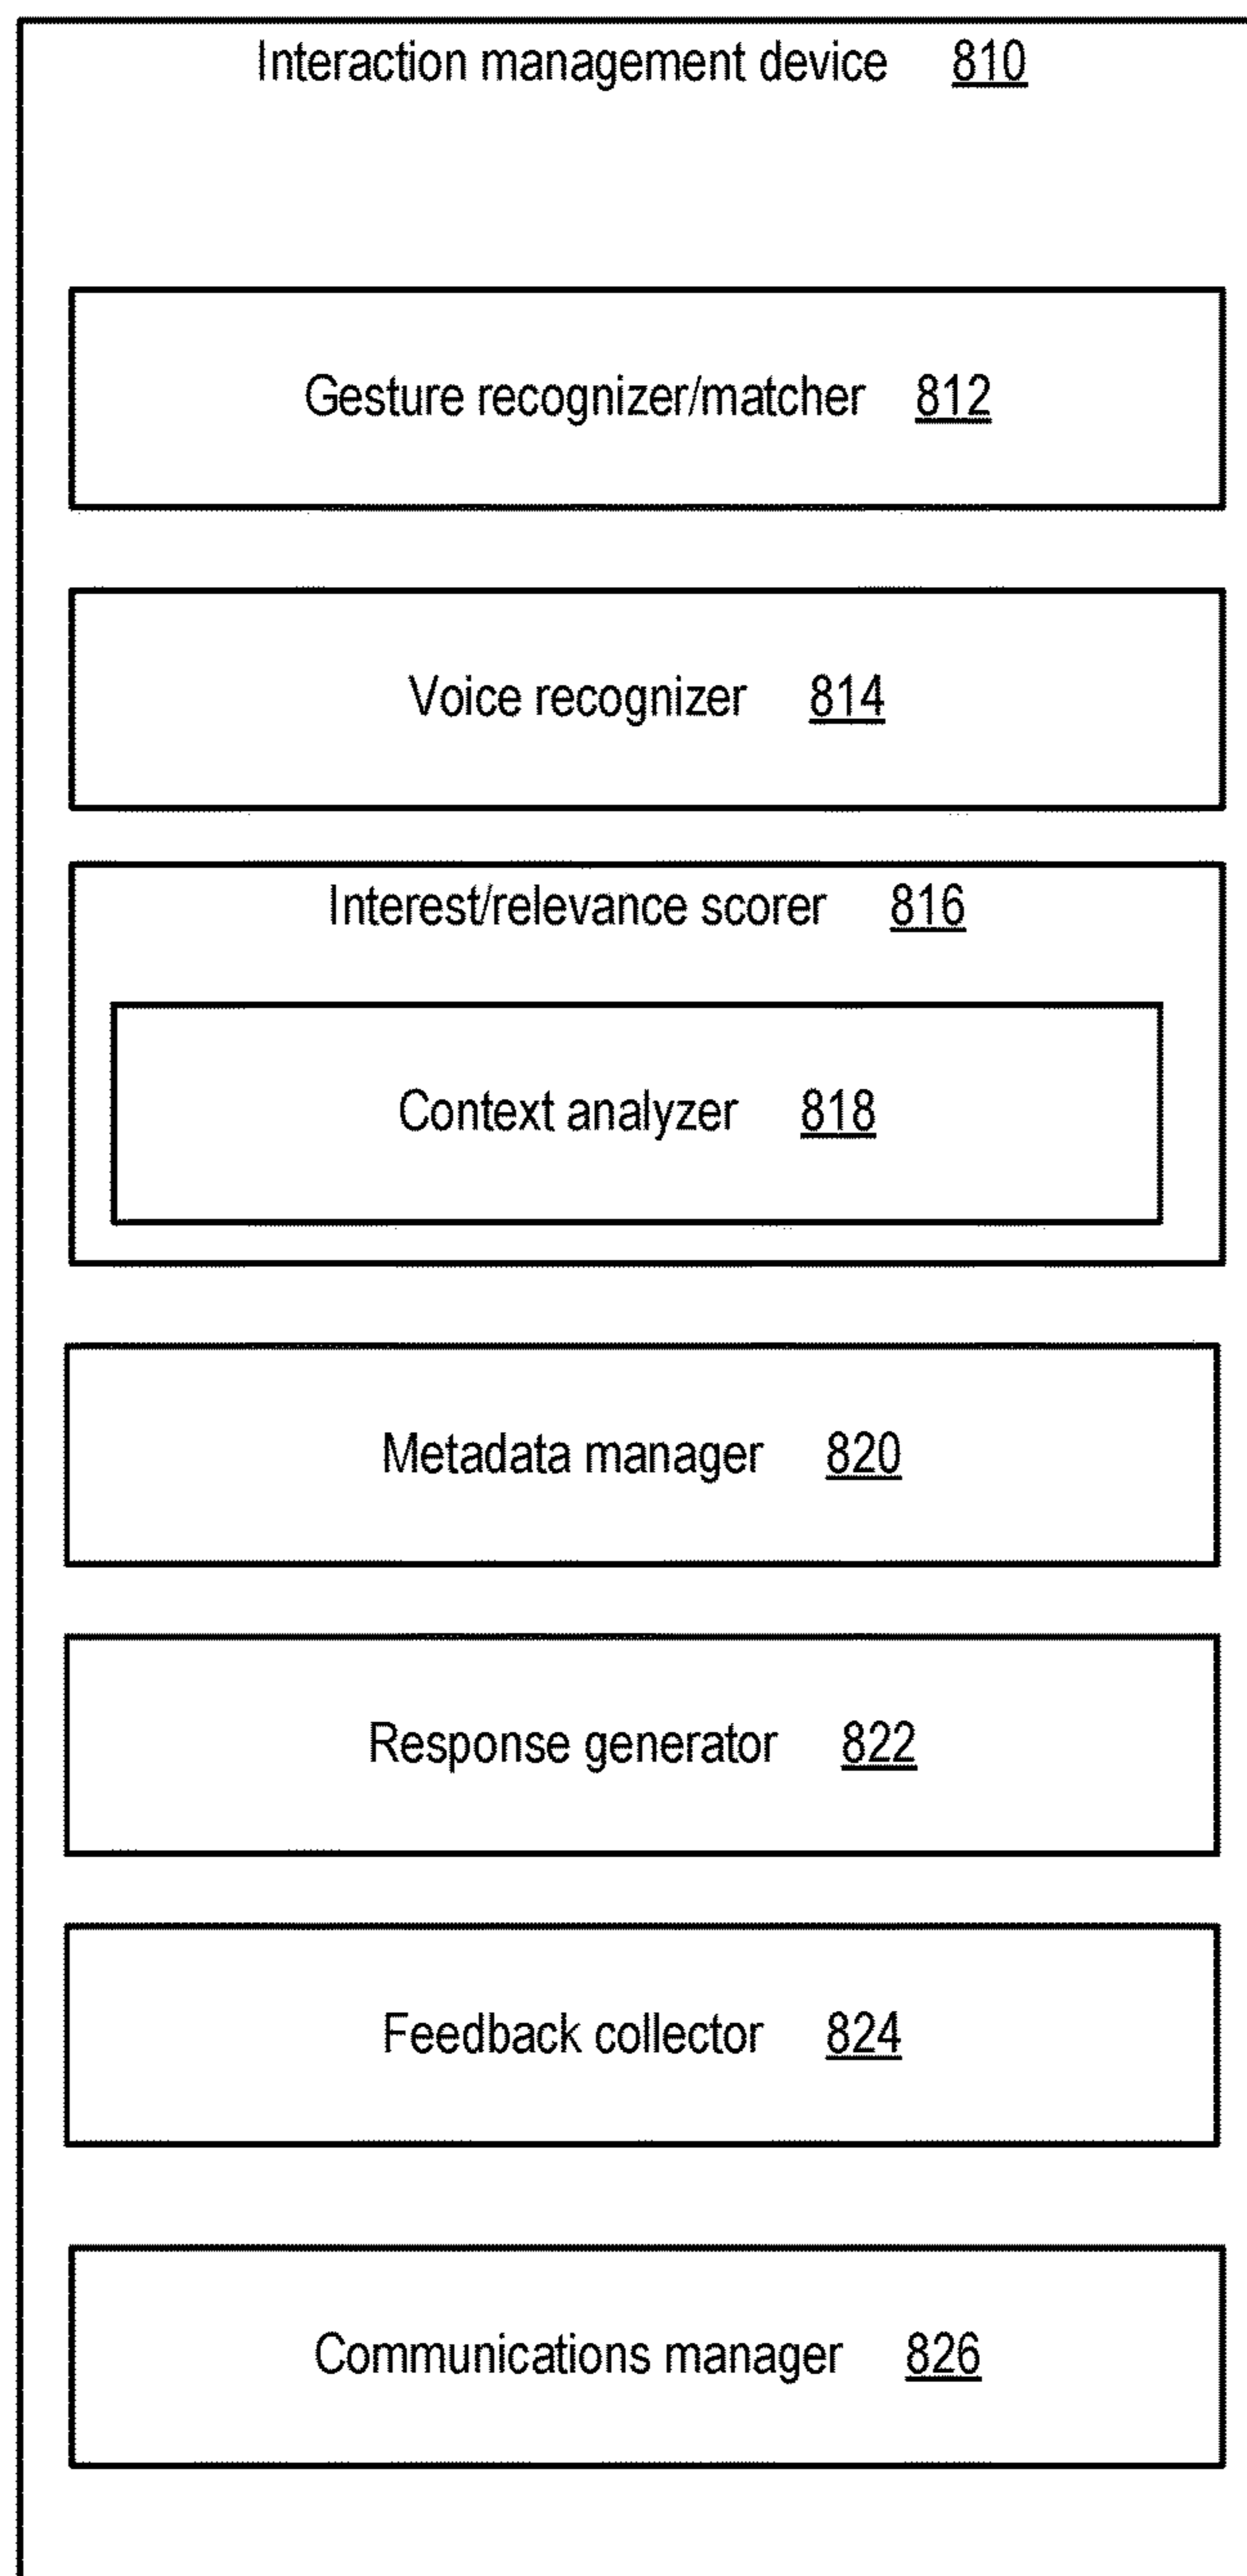 Interaction management device 810
Gesture recognizer/matcher 812
Voice recognizer 814
Interest/relevance scorer 816
Context analyzer 818
Metadata manager 820
Response generator 822
Feedback collector 824
Communications manager 826